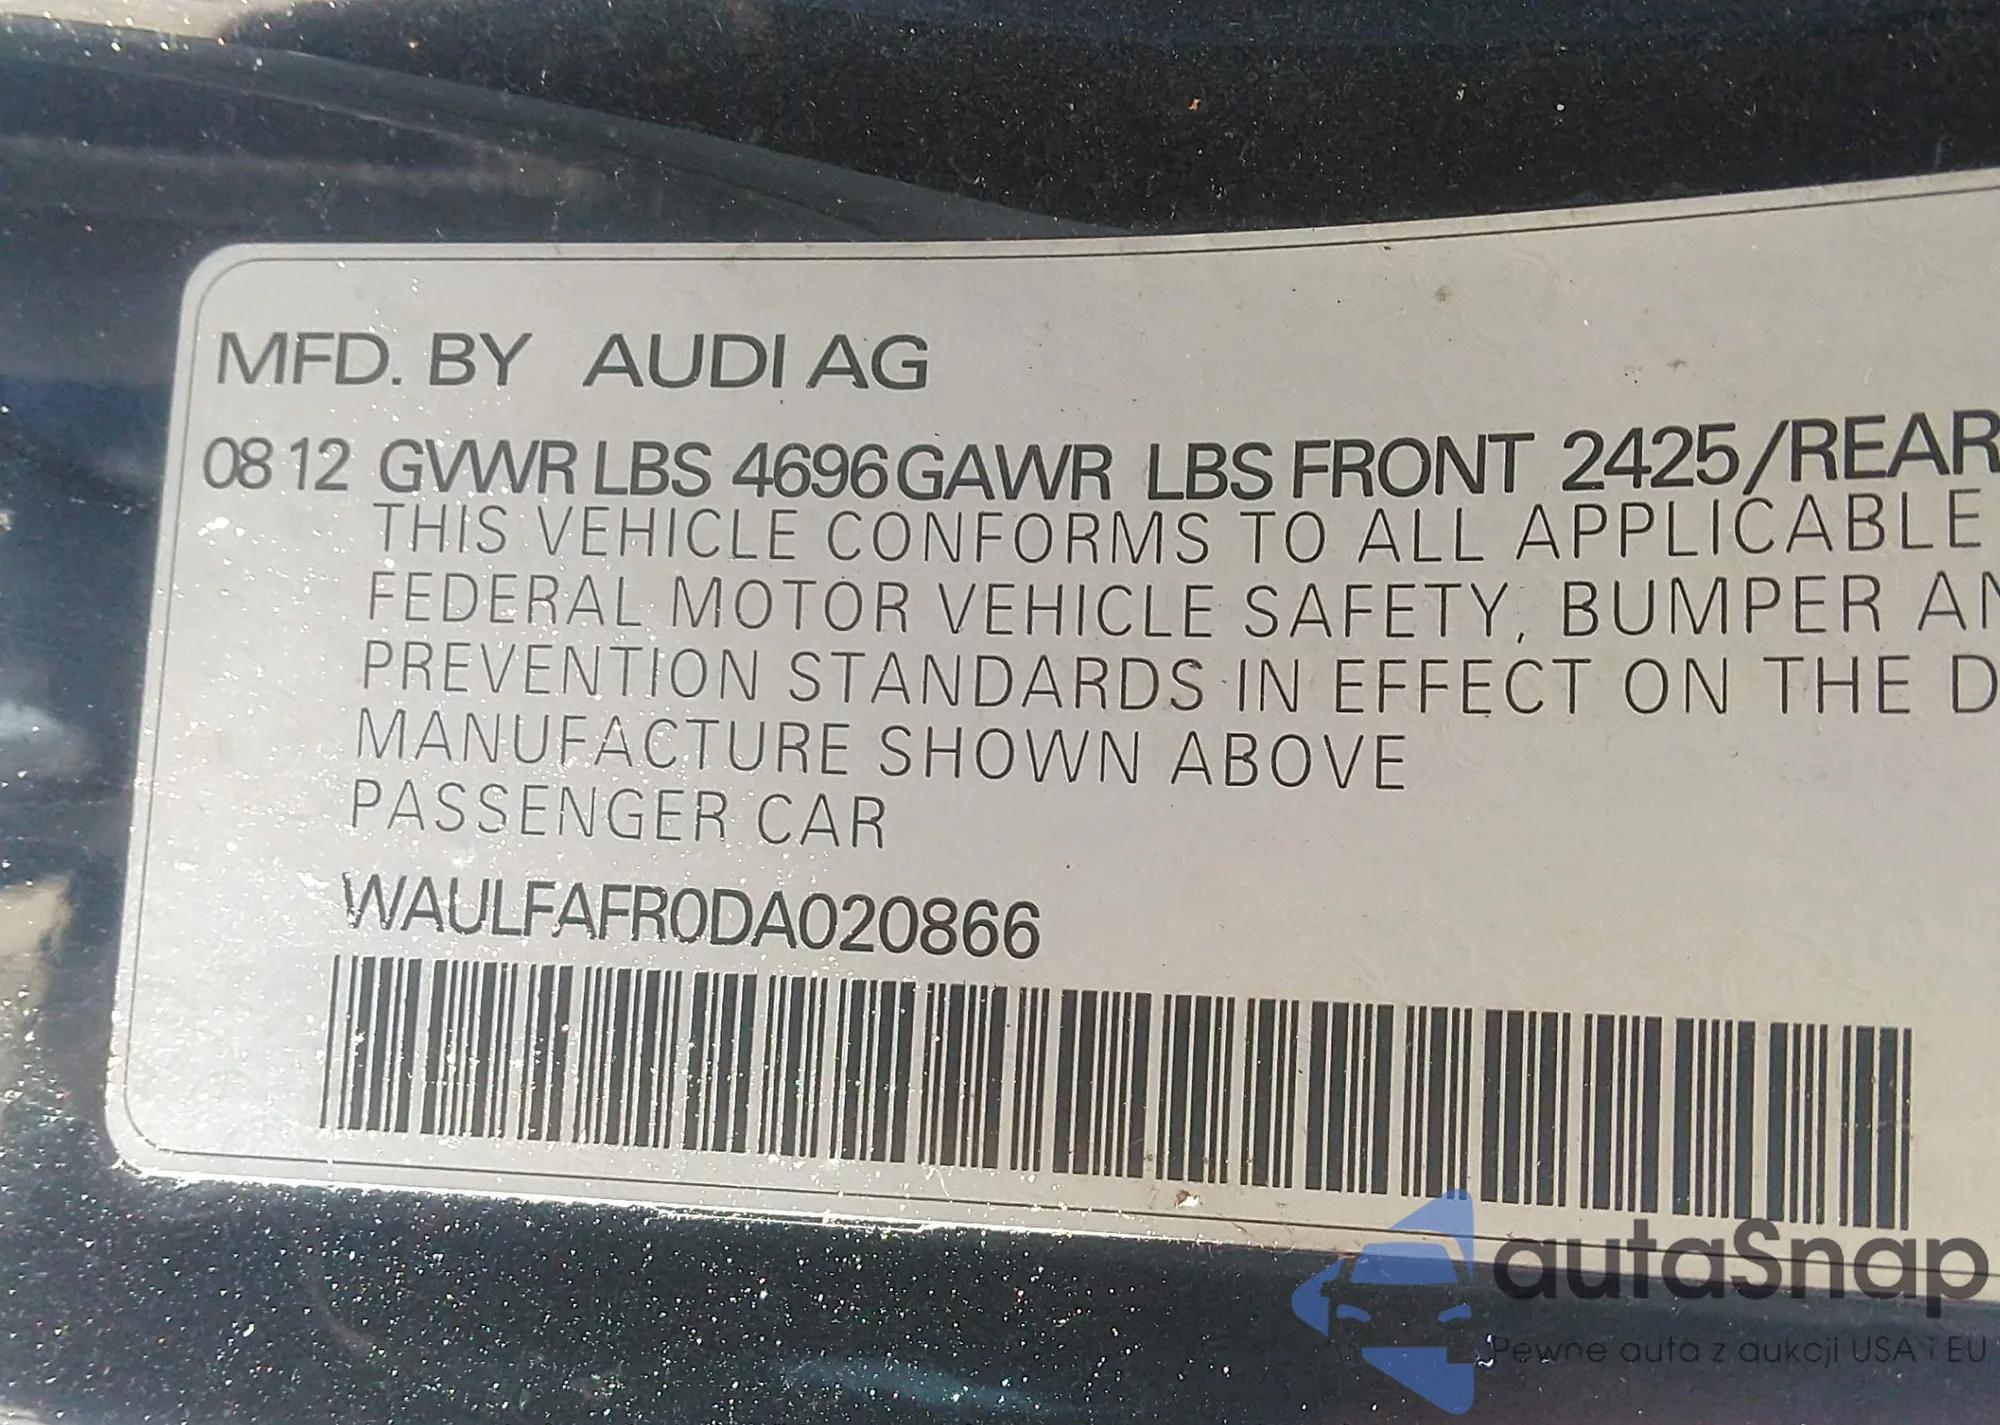 MFD. BY AUDI AG
08 12 GVWR LBS 4696 GAWR LBS FRONT 2425/REAR
THIS VEHICLE CONFORMS TO ALL APPLICABLE
FEDERAL MOTOR VEHICLE SAFETY, BUMPER AN
PREVENTION STANDARDS IN EFFECT ON THE D
MANUFACTURE SHOWN ABOVE
PASSENGER CAR
WAULFAFR0DA020866
autaSnap
Pewne auta z aukcji USA i EU